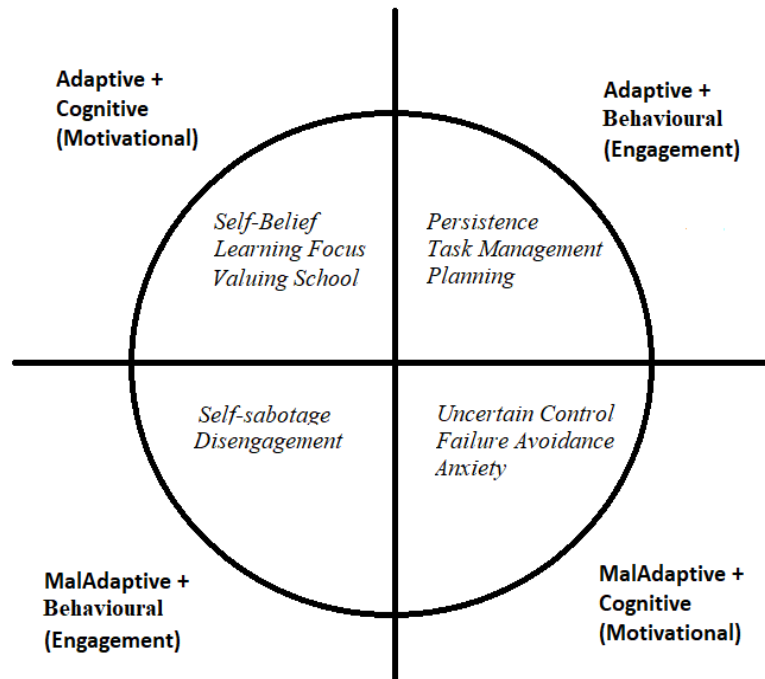 Adaptive +
Cognitive
(Motivational)
Adaptive +
Behavioural
(Engagement)
Self-Belief
Learning Focus
Valuing School
Persistence
Task Management
Planning
Self-sabotage
Disengagement
Uncertain Control
Failure Avoidance
Anxiety
MalAdaptive +
Behavioural
(Engagement)
MalAdaptive +
Cognitive
(Motivational)